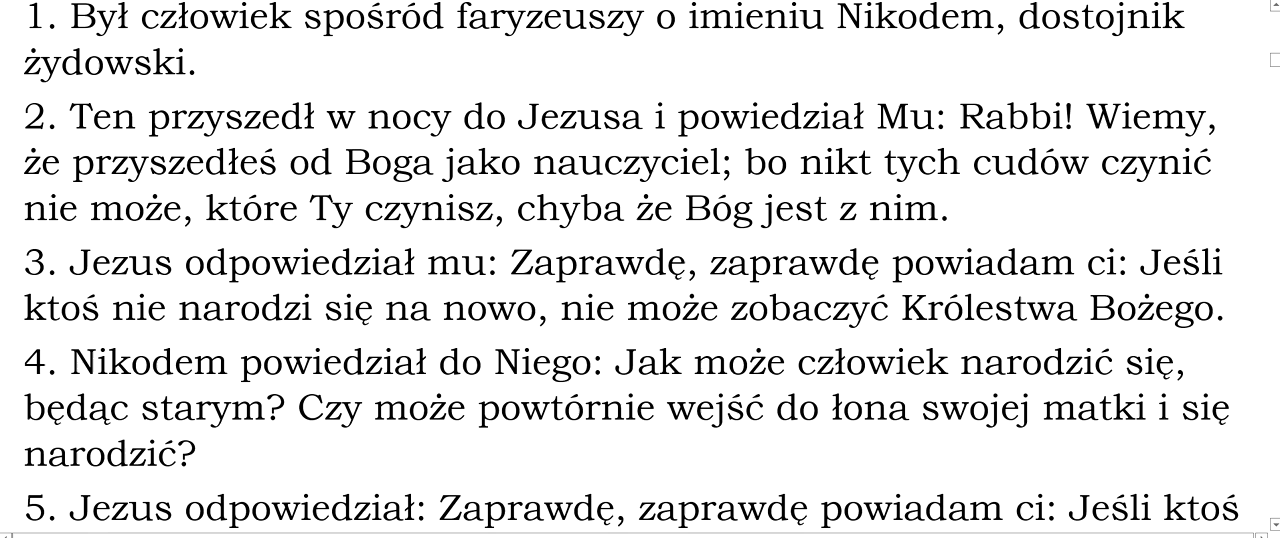 1. Był człowiek spośród faryzeuszy o imieniu Nikodem, dostojnik
żydowski.
2. Ten przyszedł w nocy do Jezusa i powiedział Mu: Rabbi! Wiemy,
że przyszedłeś od Boga jako nauczyciel; bo nikt tych cudów czynić
nie może, które Ty czynisz, chyba że Bóg jest z nim.
3. Jezus odpowiedział mu: Zaprawdę, zaprawdę powiadam ci: Jeśli
ktoś nie narodzi się na nowo, nie może zobaczyć Królestwa Bożego.
4. Nikodem powiedział do Niego: Jak może człowiek narodzić się,
będąc starym? Czy może powtórnie wejść do łona swojej matki i się
narodzić?
5. Jezus odpowiedział: Zaprawdę, zaprawdę powiadam ci: Jeśli ktoś